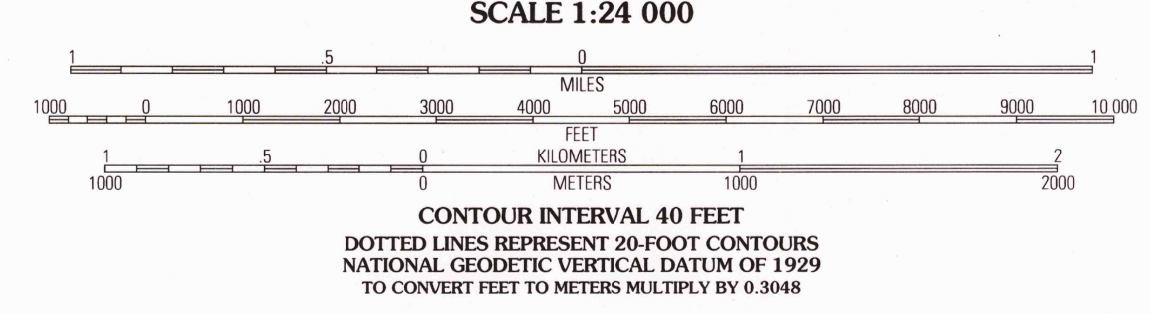 SCALE 1:24 000
1 .5 0 1
MILES
1000 0 1000 2000 3000 4000 5000 6000 7000 8000 9000 10 000
FEET
1 .5 0 KILOMETERS 1 2
1000 0 METERS 1000 2000
CONTOUR INTERVAL 40 FEET
DOTTED LINES REPRESENT 20-FOOT CONTOURS
NATIONAL GEODETIC VERTICAL DATUM OF 1929
TO CONVERT FEET TO METERS MULTIPLY BY 0.3048